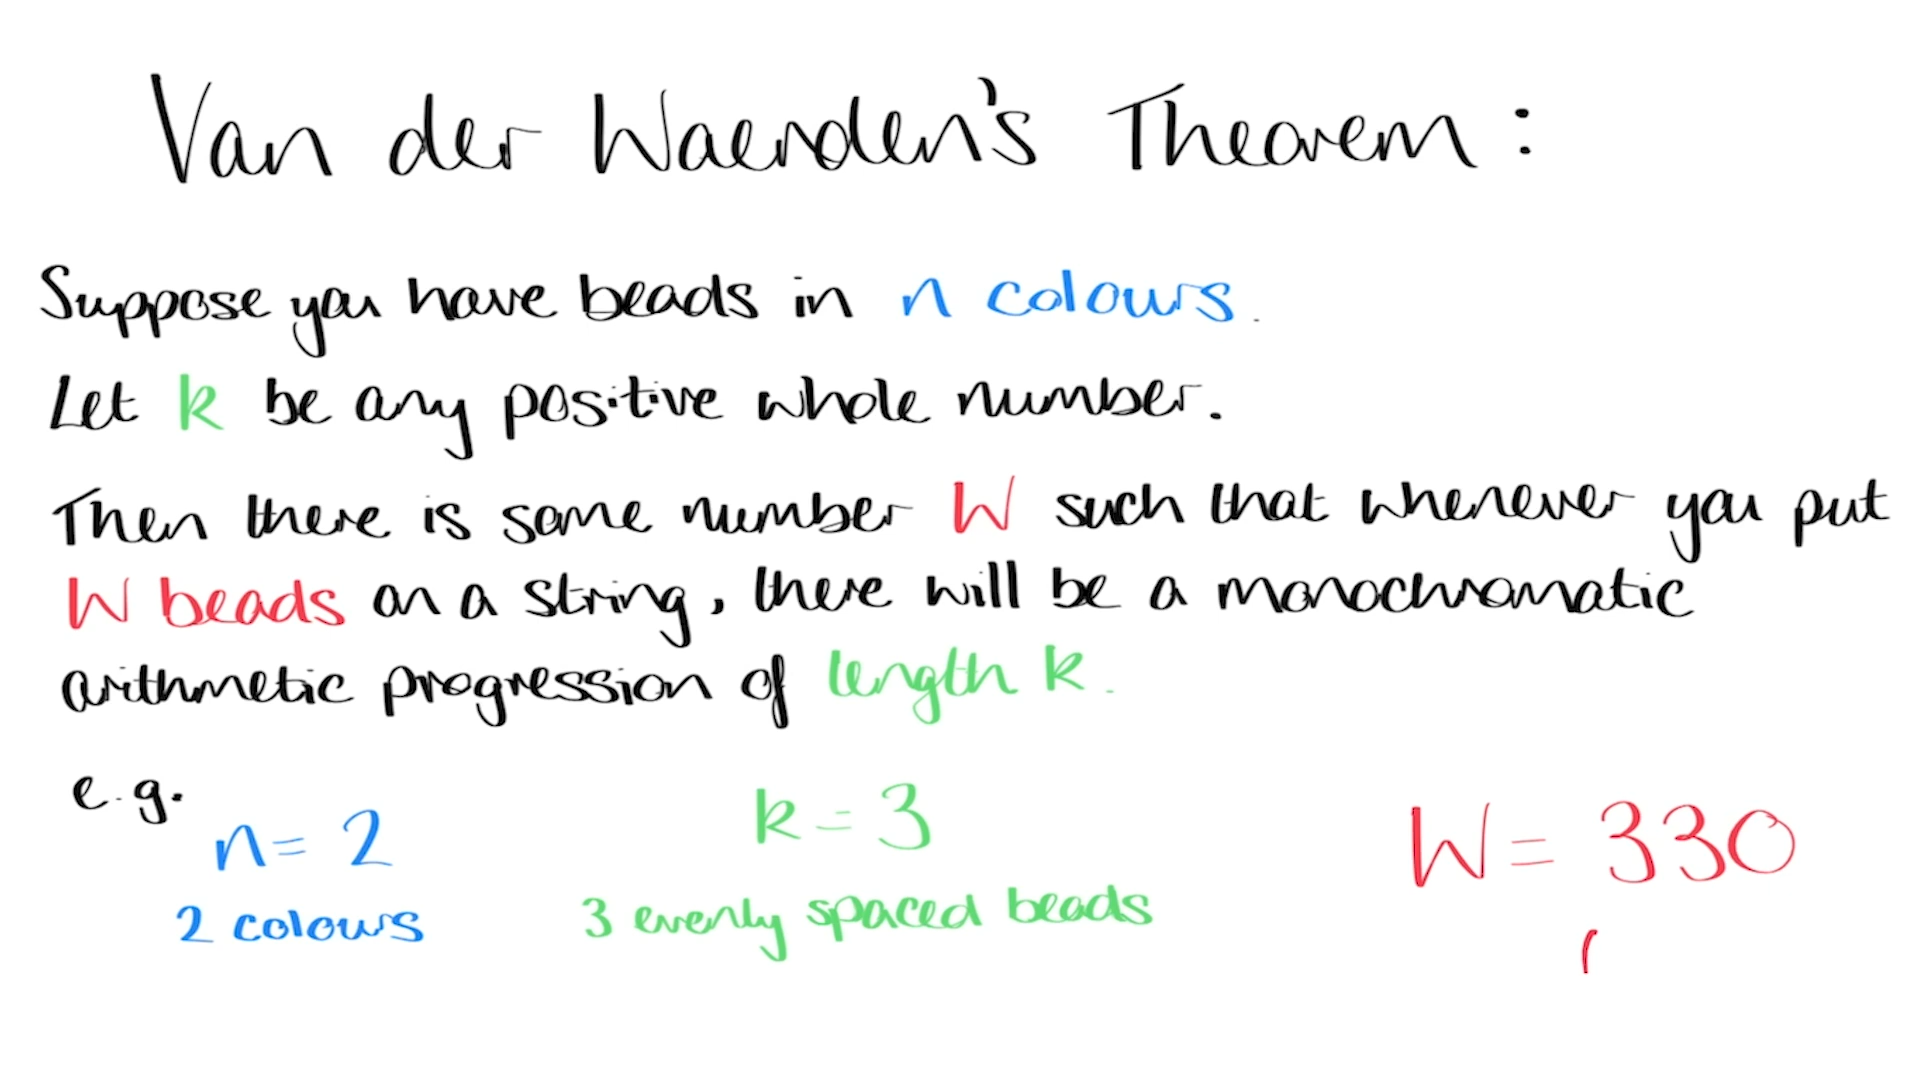 Van der Waerden's Theorem :
Suppose you have beads in n colours.
Let k be any positive whole number.
Then there is some number W such that whenever you put
W beads on a string, there will be a monochromatic
arithmetic progression of length k.
e.g.
n = 2
k = 3
W = 330
2 colours
3 evenly spaced beads
(